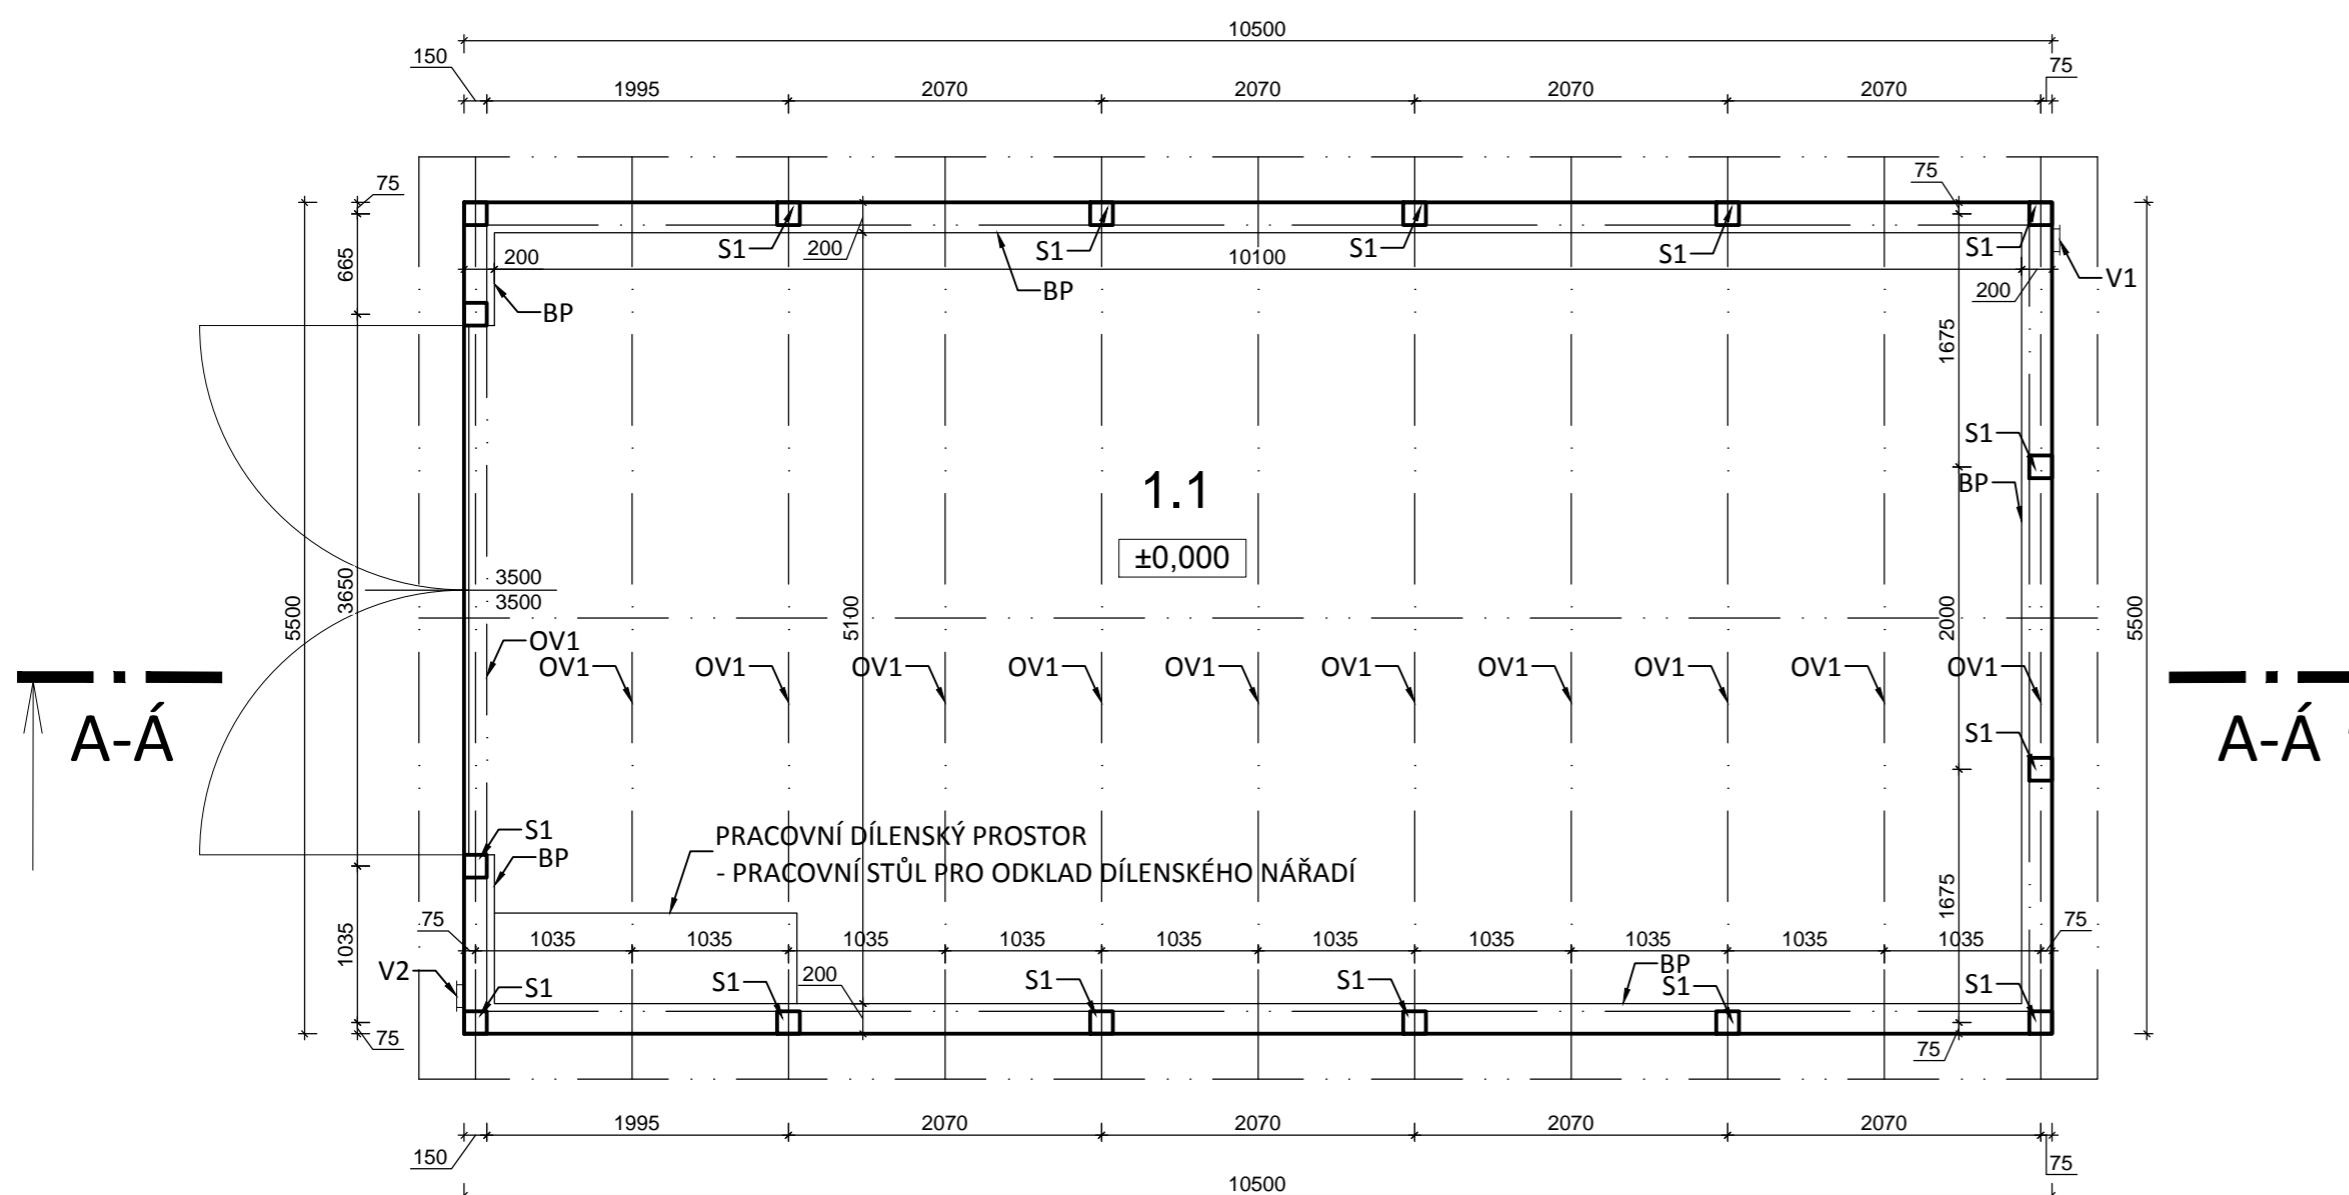 10500
150
75
1995
2070
2070
2070
2070
75
75
S1
200
S1
S1
S1
S1
665
200
10100
BP
200
V1
BP
1675
S1
1.1
BP
±0,000
3500
3500
3650
5500
5100
2000
5500
OV1
OV1
OV1
OV1
OV1
OV1
OV1
OV1
OV1
OV1
OV1
A-Á
A-Á
S1
S1
BP
PRACOVNÍ DÍLENSKÝ PROSTOR
- PRACOVNÍ STŮL PRO ODKLAD DÍLENSKÉHO NÁŘADÍ
1675
75
1035
1035
1035
1035
1035
1035
1035
1035
1035
1035
75
1035
V2
S1
S1
200
S1
S1
BP
S1
S1
75
75
1995
2070
2070
2070
2070
150
75
10500